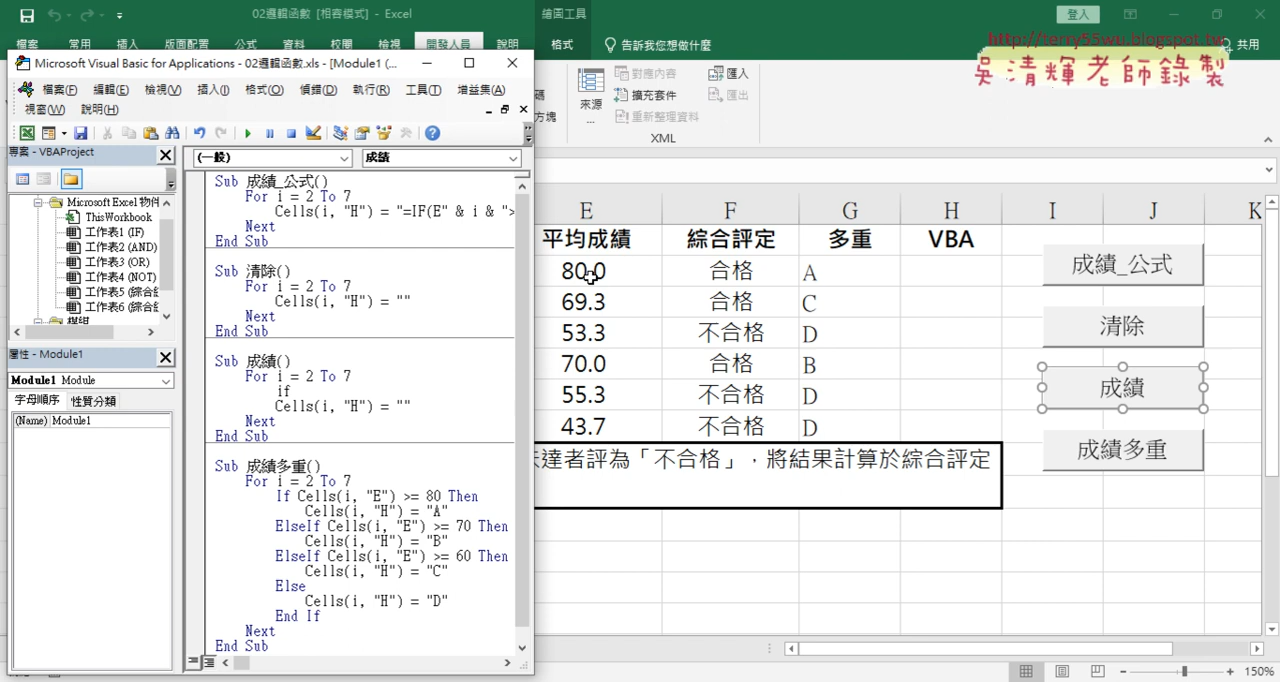 02邏輯函數 [相容模式] - Excel
繪圖工具
登入
檔案 常用 插入 版面配置 公式 資料 校閱 檢視 開發人員 說明 格式 告訴我您想做什麼 共用
http://terry55wu.blogspot.tw
吳清輝老師錄製
Microsoft Visual Basic for Applications - 02邏輯函數.xls - [Module1 (...
檔案(F) 編輯(E) 檢視(V) 插入(I) 格式(O) 偵錯(D) 執行(R) 工具(T) 增益集(A)
視窗(W) 說明(H)
碼
方塊
來源
...
對應內容
擴充套件
重新整理資料
匯入
匯出
XML
專案 - VBAProject
Microsoft Excel 物件
ThisWorkbook
工作表1 (IF)
工作表2 (AND)
工作表3 (OR)
工作表4 (NOT)
工作表5 (綜合
工作表6 (綜合
模組
屬性 - Module1
Module1 Module
字母順序 性質分類
(Name) Module1
(一般) 成績
Sub 成績_公式()
For i = 2 To 7
Cells(i, "H") = "=IF(E" & i & ">
Next
End Sub
Sub 清除()
For i = 2 To 7
Cells(i, "H") = ""
Next
End Sub
Sub 成績()
For i = 2 To 7
if
Cells(i, "H") = ""
Next
End Sub
Sub 成績多重()
For i = 2 To 7
If Cells(i, "E") >= 80 Then
Cells(i, "H") = "A"
ElseIf Cells(i, "E") >= 70 Then
Cells(i, "H") = "B"
ElseIf Cells(i, "E") >= 60 Then
Cells(i, "H") = "C"
Else
Cells(i, "H") = "D"
End If
Next
End Sub
E F G H I J K
平均成績 綜合評定 多重 VBA
80.0 合格 A
69.3 合格 C
53.3 不合格 D
70.0 合格 B
55.3 不合格 D
43.7 不合格 D
達者評為「不合格」，將結果計算於綜合評定
成績_公式
清除
成績
成績多重
150%